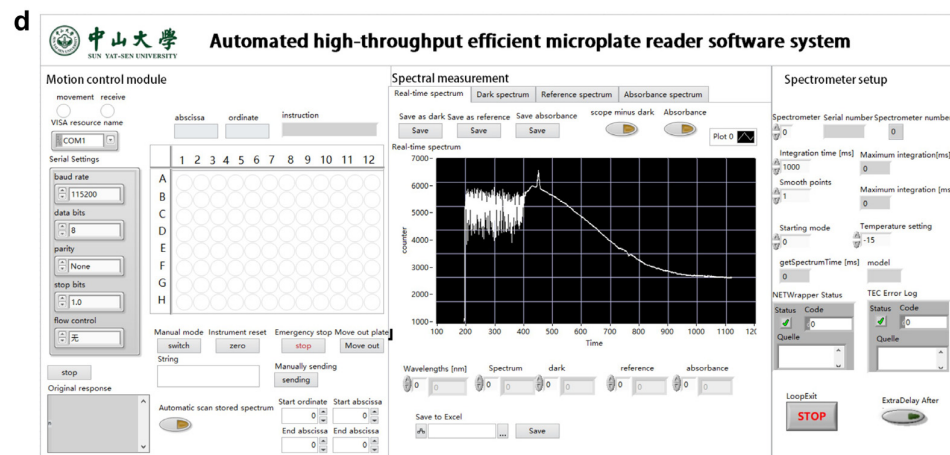 d
中山大學
SUN YAT-SEN UNIVERSITY
Automated high-throughput efficient microplate reader software system
Motion control module
movement receive
VISA resource name
COM1
Serial Settings
baud rate
115200
data bits
8
parity
None
stop bits
1.0
flow control
无
stop
Original response
abscissa ordinate instruction
1 2 3 4 5 6 7 8 9 10 11 12
A
B
C
D
E
F
G
H
Manual mode Instrument reset Emergency stop Move out plate
switch zero stop Move out
String
Manually sending
sending
Automatic scan stored spectrum
Start ordinate Start abscissa
0 0
End abscissa End abscissa
0 0
Spectral measurement
Real-time spectrum Dark spectrum Reference spectrum Absorbance spectrum
Save as dark Save as reference Save absorbance scope minus dark Absorbance
Save Save Save
Plot 0
Real-time spectrum
7000
6000
5000
4000
3000
2000
1000
counter
100 200 300 400 500 600 700 800 900 1000 1100 120
Time
Wavelengths [nm] Spectrum dark reference absorbance
0 0 0 0 0 0 0 0 0 0
Save to Excel
... Save
Spectrometer setup
Spectrometer Serial number Spectrometer number
0 0
Integration time [ms] Maximum integration[ms]
1000 0
Smooth points Maximum integration [ms]
1 0
Starting mode Temperature setting
0 -15
getSpectrumTime [ms] model
0
NETWrapper Status TEC Error Log
Status Code Status Code
0 0
Quelle Quelle
LoopExit ExtraDelay After
STOP